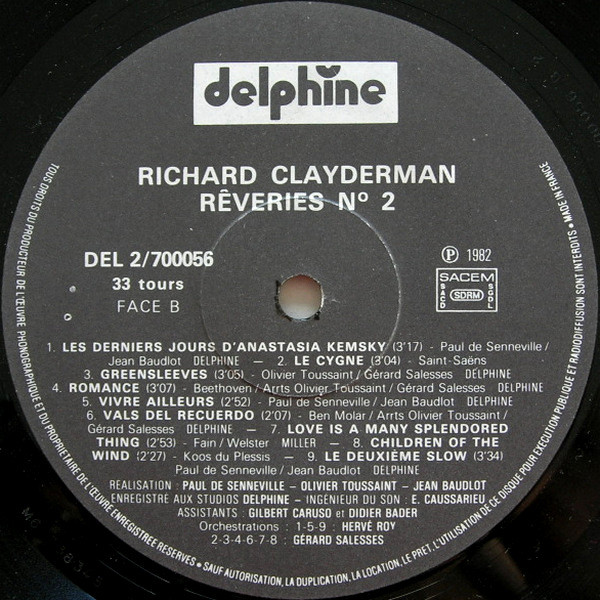 delphine
RICHARD CLAYDERMAN
RÊVERIES Nº 2
DEL 2/700056
33 tours
FACE B
℗ 1982
SACEM
SACD
SDRM
SGDL
1. LES DERNIERS JOURS D'ANASTASIA KEMSKY (3'17) - Paul de Senneville /
Jean Baudlot DELPHINE — 2. LE CYGNE (3'04) - Saint-Saëns
3. GREENSLEEVES (3'05) - Olivier Toussaint / Gérard Salesses DELPHINE
4. ROMANCE (3'07) - Beethoven / Arrts Olivier Toussaint / Gérard Salesses DELPHINE
5. VIVRE AILLEURS (2'52) - Paul de Senneville / Jean Baudlot DELPHINE
6. VALS DEL RECUERDO (2'07) - Ben Molar / Arrts Olivier Toussaint /
Gérard Salesses DELPHINE — 7. LOVE IS A MANY SPLENDORED
THING (2'53) - Fain / Welster MILLER — 8. CHILDREN OF THE
WIND (2'27) - Koos du Plessis — 9. LE DEUXIÈME SLOW (3'34)
Paul de Senneville / Jean Baudlot DELPHINE
RÉALISATION : PAUL DE SENNEVILLE - OLIVIER TOUSSAINT - JEAN BAUDLOT
ENREGISTRÉ AUX STUDIOS DELPHINE - INGÉNIEUR DU SON : E. CAUSSARIEU
ASSISTANTS : GILBERT CARUSO et DIDIER BADER
Orchestrations : 1-5-9 : HERVÉ ROY
2-3-4-6-7-8 : GÉRARD SALESSES
TOUS DROITS DU PRODUCTEUR DE L'ŒUVRE PHONOGRAPHIQUE ET DU PROPRIETAIRE DE L'ŒUVRE ENREGISTREE RESERVES • SAUF AUTORISATION, LA DUPLICATION, LA LOCATION, LE PRET, L'UTILISATION DE CE DISQUE POUR EXECUTION PUBLIQUE ET RADIODIFFUSION SONT INTERDITS • MADE IN FRANCE